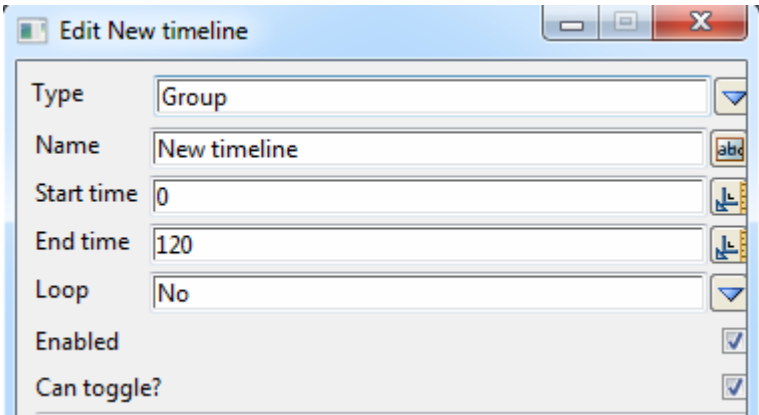 Edit New timeline
Type Group
Name New timeline abc
Start time 0
End time 120
Loop No
Enabled
Can toggle?